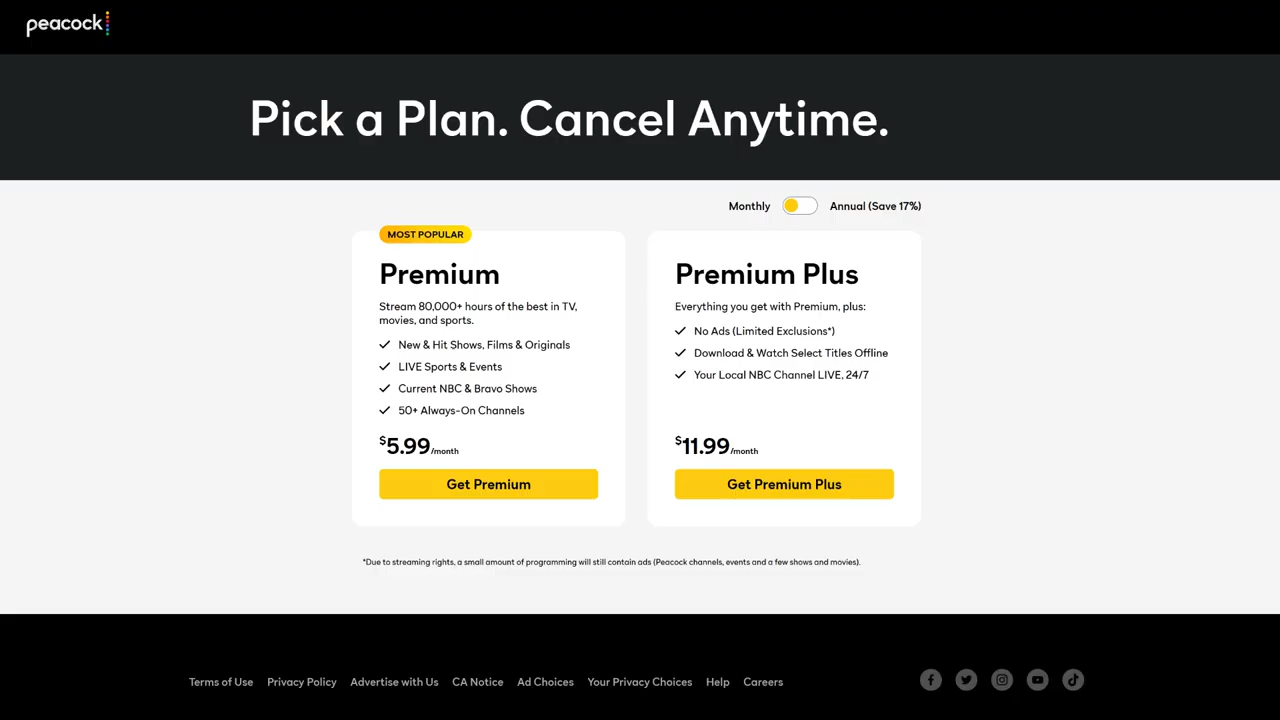 peacock
Pick a Plan. Cancel Anytime.
Monthly Annual (Save 17%)
MOST POPULAR
Premium
Stream 80,000+ hours of the best in TV,
movies, and sports.
New & Hit Shows, Films & Originals
LIVE Sports & Events
Current NBC & Bravo Shows
50+ Always-On Channels
$5.99/month
Get Premium
Premium Plus
Everything you get with Premium, plus:
No Ads (Limited Exclusions*)
Download & Watch Select Titles Offline
Your Local NBC Channel LIVE, 24/7
$11.99/month
Get Premium Plus
*Due to streaming rights, a small amount of programming will still contain ads (Peacock channels, events and a few shows and movies).
Terms of Use Privacy Policy Advertise with Us CA Notice Ad Choices Your Privacy Choices Help Careers